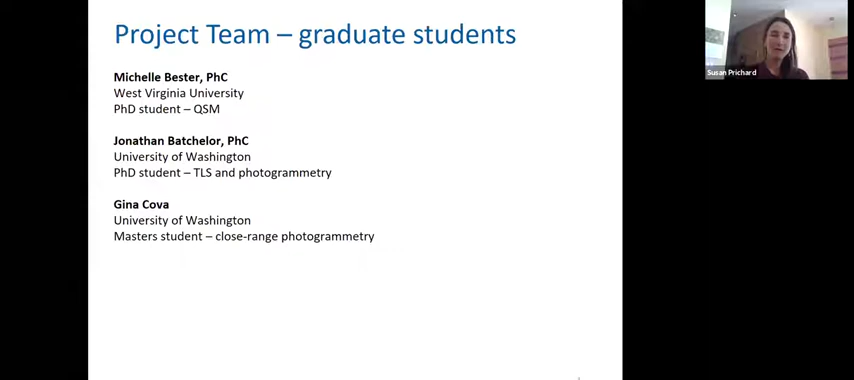 Project Team – graduate students
Susan Prichard
Michelle Bester, PhC
West Virginia University
PhD student – QSM
Jonathan Batchelor, PhC
University of Washington
PhD student – TLS and photogrammetry
Gina Cova
University of Washington
Masters student – close-range photogrammetry